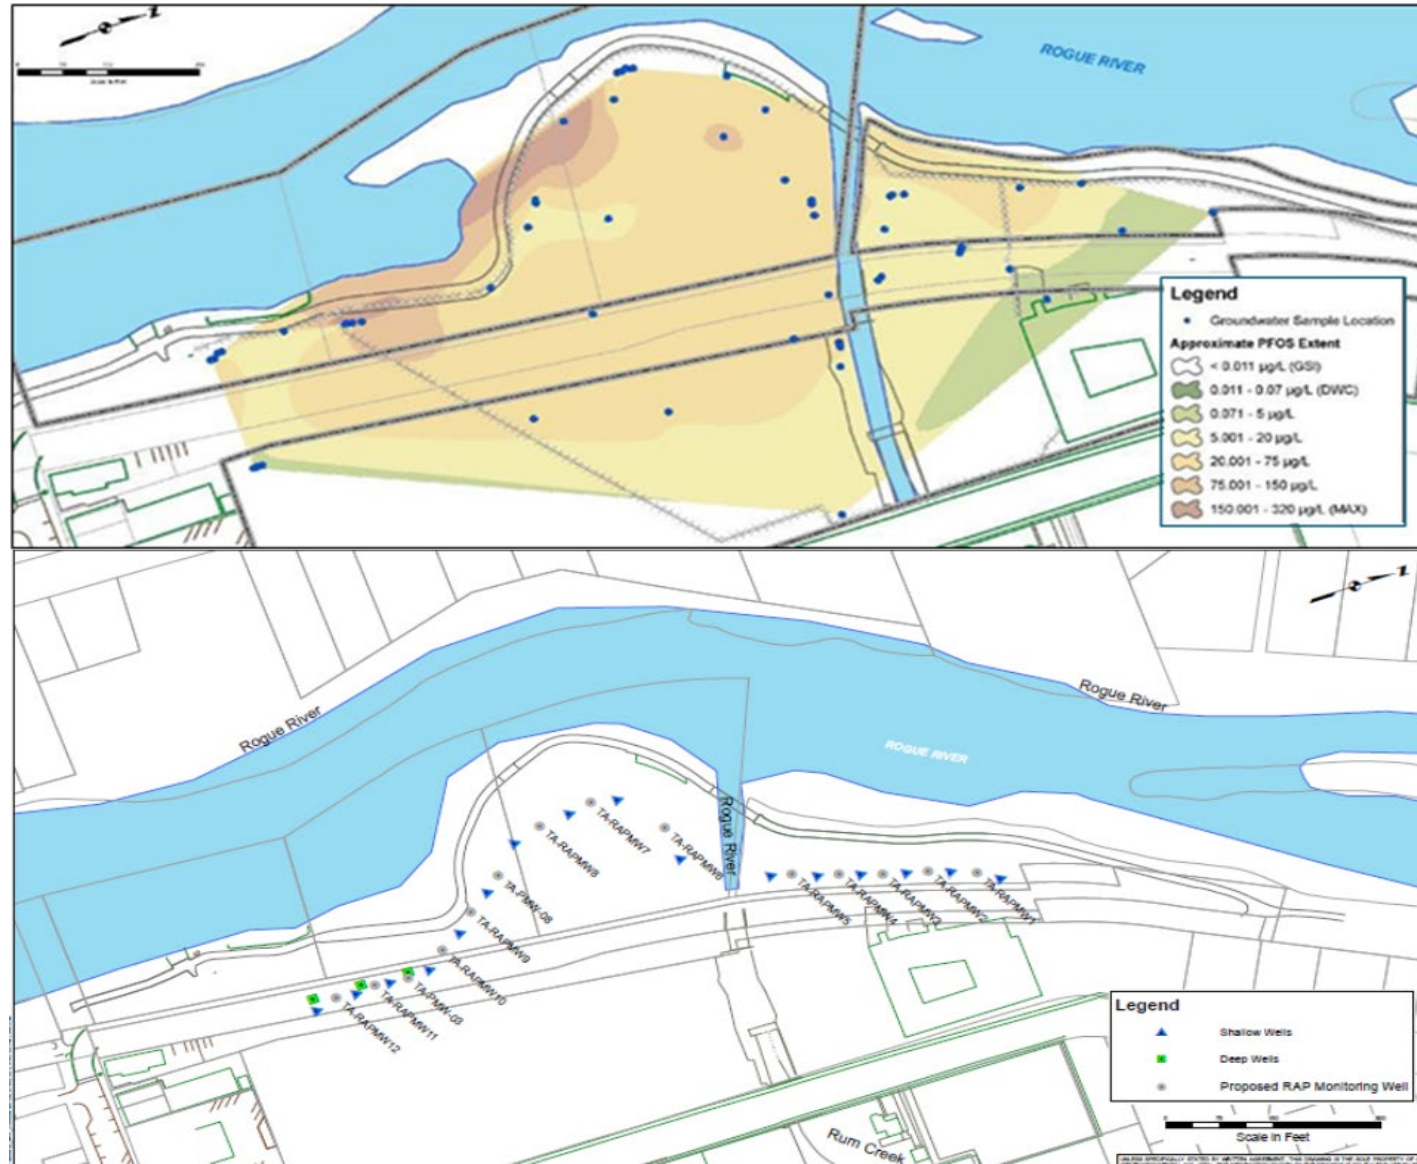 Z
ROGUE RIVER
Legend
Groundwater Sample Location
Approximate PFOS Extent
< 0.011 µg/L (GSI)
0.011 - 0.07 µg/L (DWC)
0.071 - 5 µg/L
5.001 - 20 µg/L
20.001 - 75 µg/L
75.001 - 150 µg/L
150.001 - 320 µg/L (MAX)
Z
Rogue River
Rogue River
ROGUE RIVER
Rogue River
TA-RAPMW7
TA-RAPMW6
TA-RAPMW8
TA-PMW-08
TA-RAPMW5
TA-RAPMW4
TA-RAPMW3
TA-RAPMW2
TA-RAPMW1
TA-RAPMW9
TA-RAPMW10
TA-PMW-03
TA-RAPMW11
TA-RAPMW12
Legend
Shallow Wells
Deep Wells
Proposed RAP Monitoring Well
Scale in Feet
Rum Creek